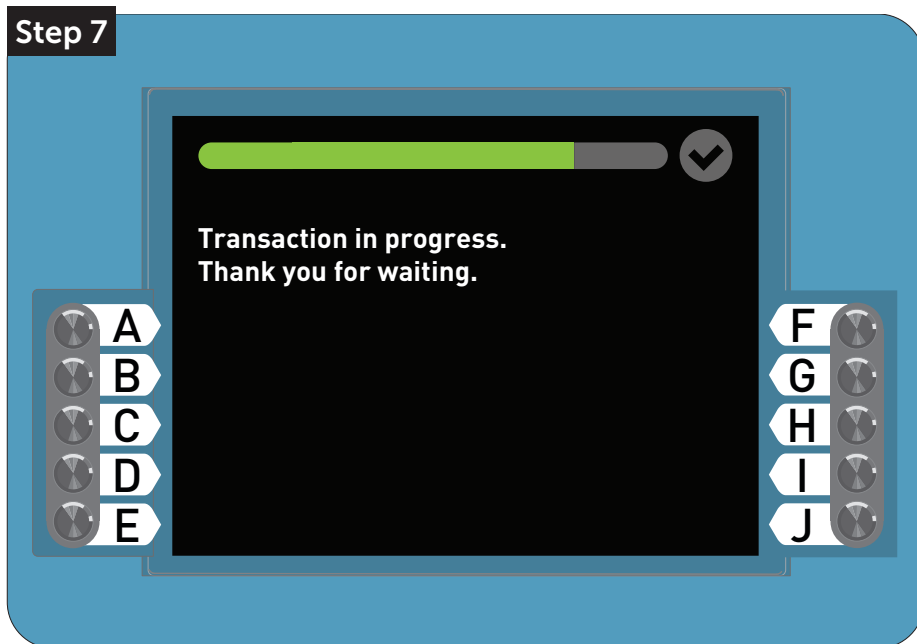 Step 7
Transaction in progress.
Thank you for waiting.
A
B
C
D
E
F
G
H
I
J